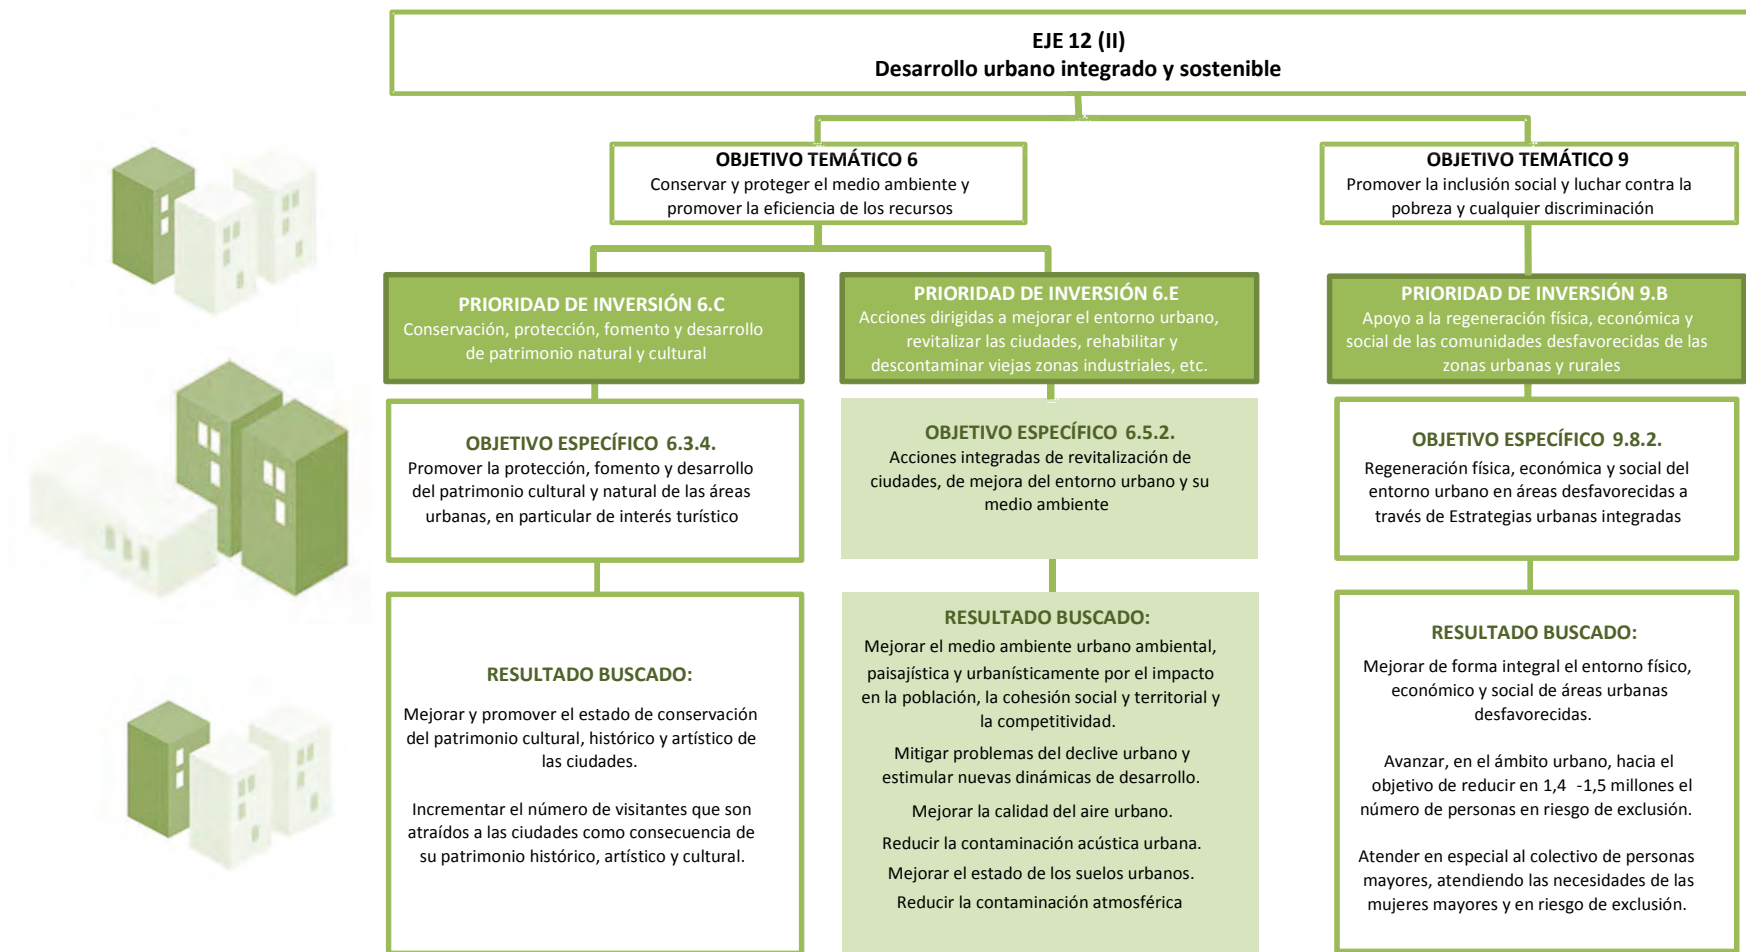 EJE 12 (II)
Desarrollo urbano integrado y sostenible
OBJETIVO TEMÁTICO 6
Conservar y proteger el medio ambiente y
promover la eficiencia de los recursos
OBJETIVO TEMÁTICO 9
Promover la inclusión social y luchar contra la
pobreza y cualquier discriminación
PRIORIDAD DE INVERSIÓN 6.C
Conservación, protección, fomento y desarrollo
de patrimonio natural y cultural
PRIORIDAD DE INVERSIÓN 6.E
Acciones dirigidas a mejorar el entorno urbano,
revitalizar las ciudades, rehabilitar y
descontaminar viejas zonas industriales, etc.
PRIORIDAD DE INVERSIÓN 9.B
Apoyo a la regeneración física, económica y
social de las comunidades desfavorecidas de las
zonas urbanas y rurales
OBJETIVO ESPECÍFICO 6.3.4.
Promover la protección, fomento y desarrollo
del patrimonio cultural y natural de las áreas
urbanas, en particular de interés turístico
OBJETIVO ESPECÍFICO 6.5.2.
Acciones integradas de revitalización de
ciudades, de mejora del entorno urbano y su
medio ambiente
OBJETIVO ESPECÍFICO 9.8.2.
Regeneración física, económica y social del
entorno urbano en áreas desfavorecidas a
través de Estrategias urbanas integradas
RESULTADO BUSCADO:
Mejorar y promover el estado de conservación
del patrimonio cultural, histórico y artístico de
las ciudades.
Incrementar el número de visitantes que son
atraídos a las ciudades como consecuencia de
su patrimonio histórico, artístico y cultural.
RESULTADO BUSCADO:
Mejorar el medio ambiente urbano ambiental,
paisajística y urbanísticamente por el impacto
en la población, la cohesión social y territorial y
la competitividad.
Mitigar problemas del declive urbano y
estimular nuevas dinámicas de desarrollo.
Mejorar la calidad del aire urbano.
Reducir la contaminación acústica urbana.
Mejorar el estado de los suelos urbanos.
Reducir la contaminación atmosférica
RESULTADO BUSCADO:
Mejorar de forma integral el entorno físico,
económico y social de áreas urbanas
desfavorecidas.
Avanzar, en el ámbito urbano, hacia el
objetivo de reducir en 1,4 -1,5 millones el
número de personas en riesgo de exclusión.
Atender en especial al colectivo de personas
mayores, atendiendo las necesidades de las
mujeres mayores y en riesgo de exclusión.